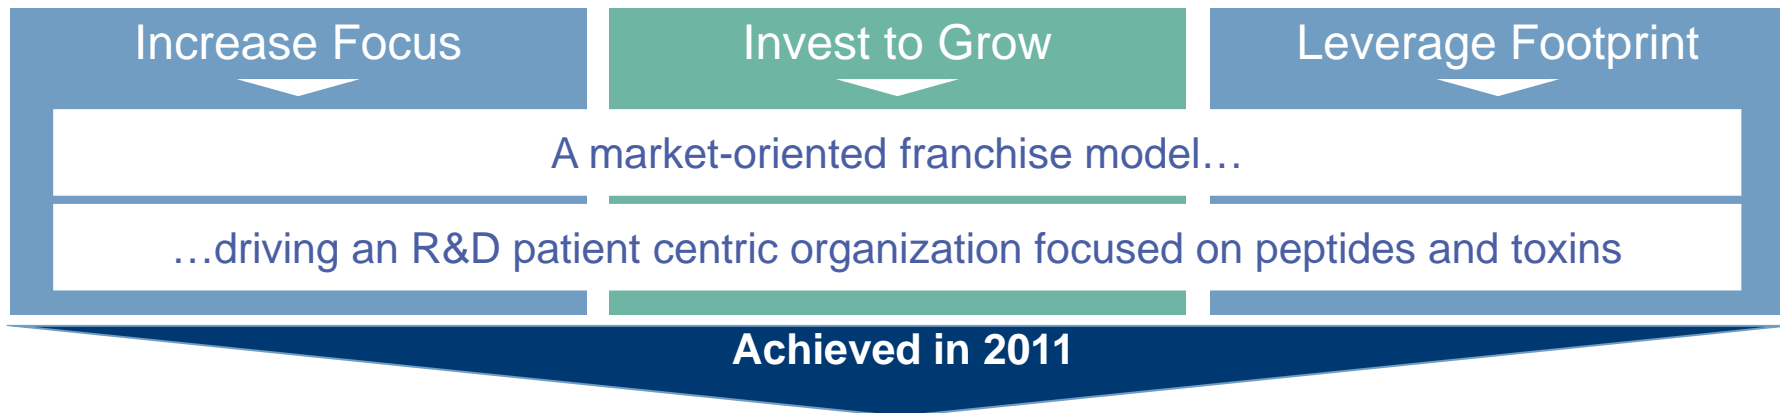 Increase Focus
Invest to Grow
Leverage Footprint
A market-oriented franchise model…
…driving an R&D patient centric organization focused on peptides and toxins
Achieved in 2011